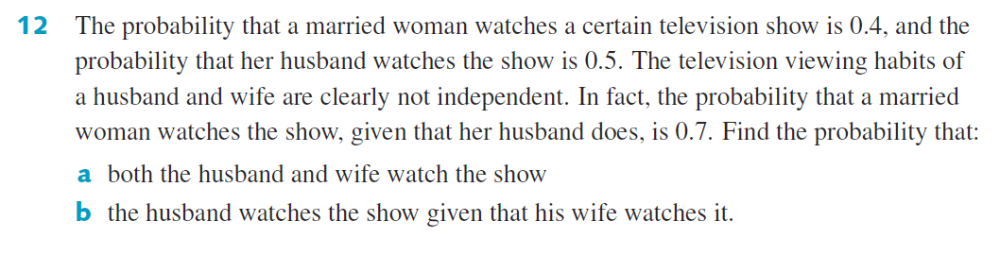 12 The probability that a married woman watches a certain television show is 0.4, and the
probability that her husband watches the show is 0.5. The television viewing habits of
a husband and wife are clearly not independent. In fact, the probability that a married
woman watches the show, given that her husband does, is 0.7. Find the probability that:
a both the husband and wife watch the show
b the husband watches the show given that his wife watches it.